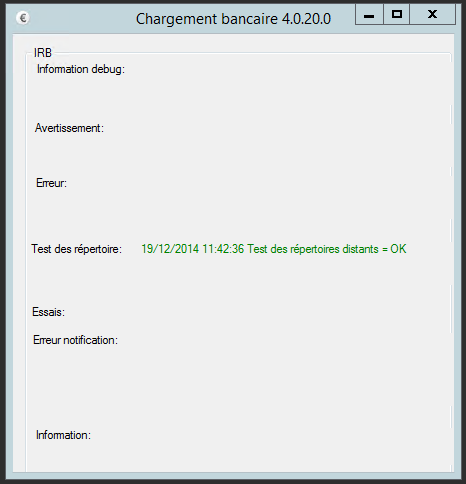 €
Chargement bancaire 4.0.20.0
IRB
Information debug:
Avertissement:
Erreur:
Test des répertoire: 19/12/2014 11:42:36 Test des répertoires distants = OK
Essais:
Erreur notification:
Information: